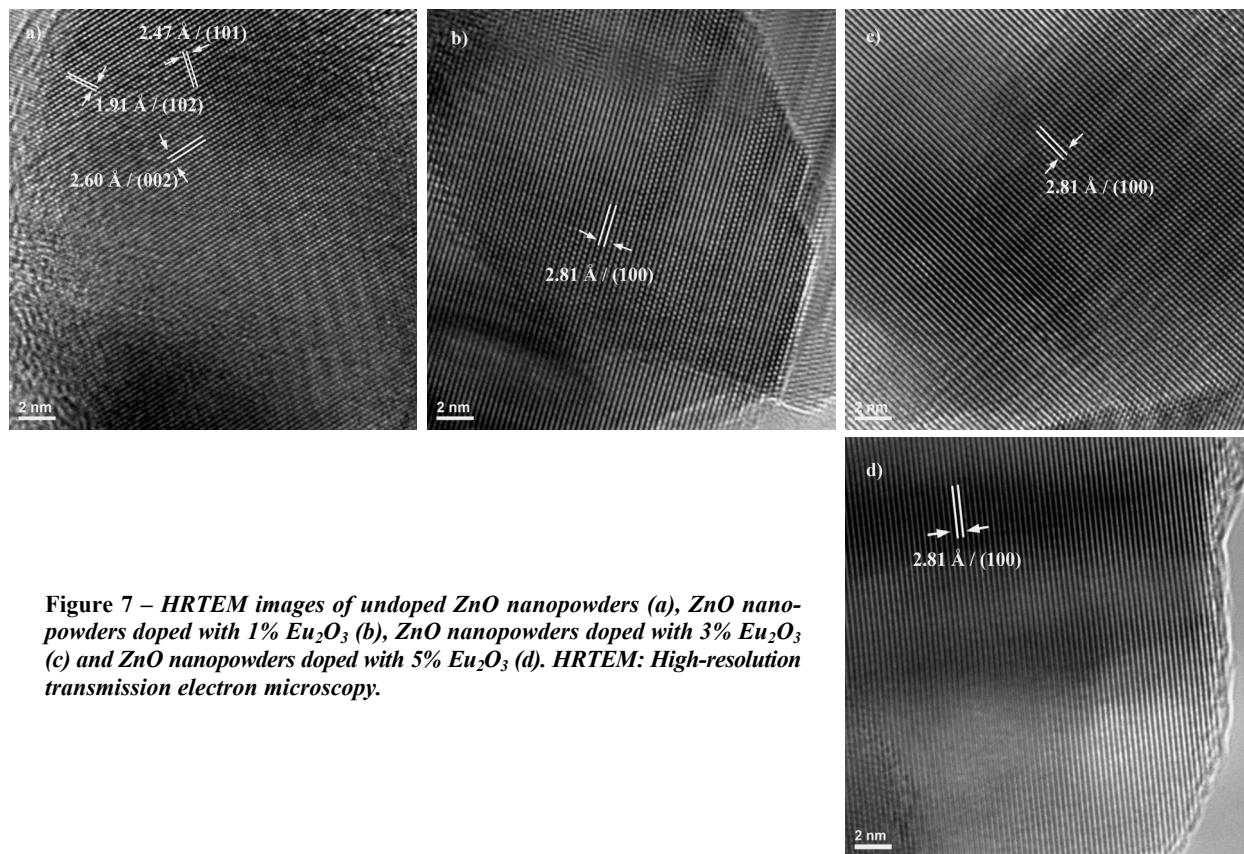 a)
2.47 Å / (101)
1.91 Å / (102)
2.60 Å / (002)
2 nm
b)
2.81 Å / (100)
2 nm
c)
2.81 Å / (100)
2 nm
d)
2.81 Å / (100)
2 nm
Figure 7 – HRTEM images of undoped ZnO nanopowders (a), ZnO nano-
powders doped with 1% Eu₂O₃ (b), ZnO nanopowders doped with 3% Eu₂O₃
(c) and ZnO nanopowders doped with 5% Eu₂O₃ (d). HRTEM: High-resolution
transmission electron microscopy.